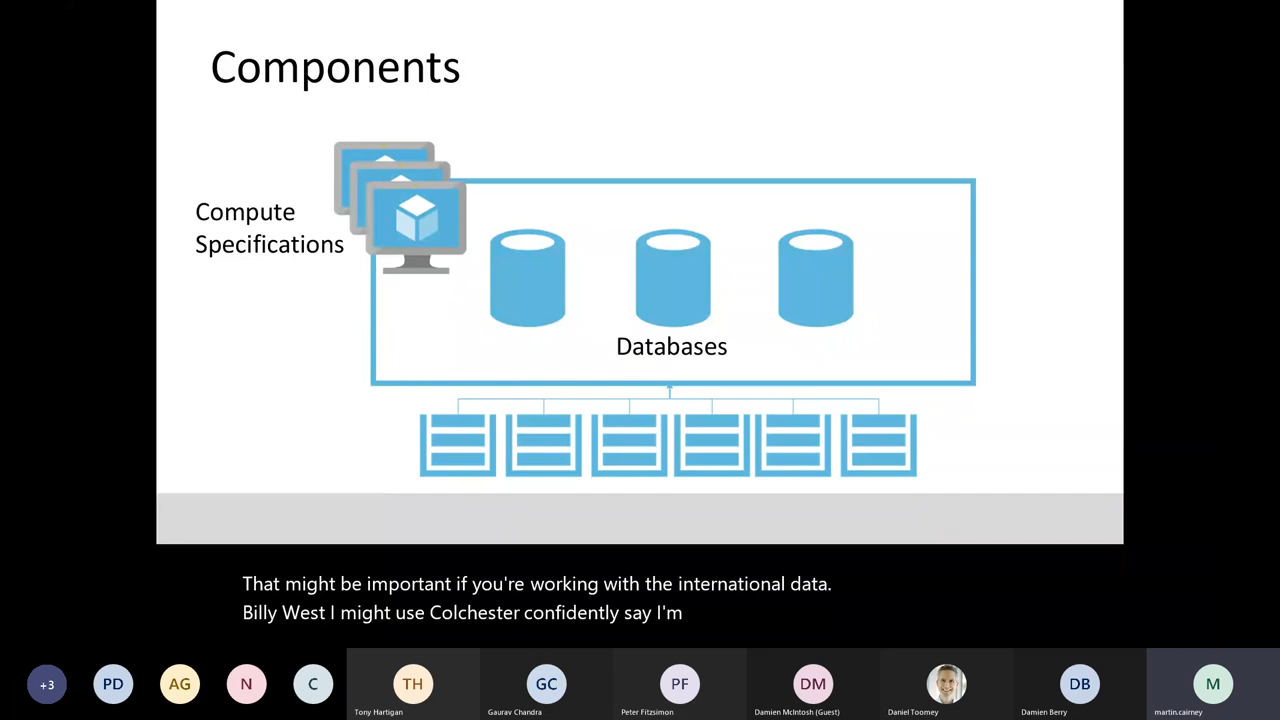 Components
Compute
Specifications
Databases
That might be important if you're working with the international data.
Billy West I might use Colchester confidently say I'm
+3
PD
AG
N
C
TH
GC
PF
DM
DB
M
Tony Hartigan
Gaurav Chandra
Peter Fitzsimon
Damien McIntosh (Guest)
Daniel Toomey
Damien Berry
martin.cairney